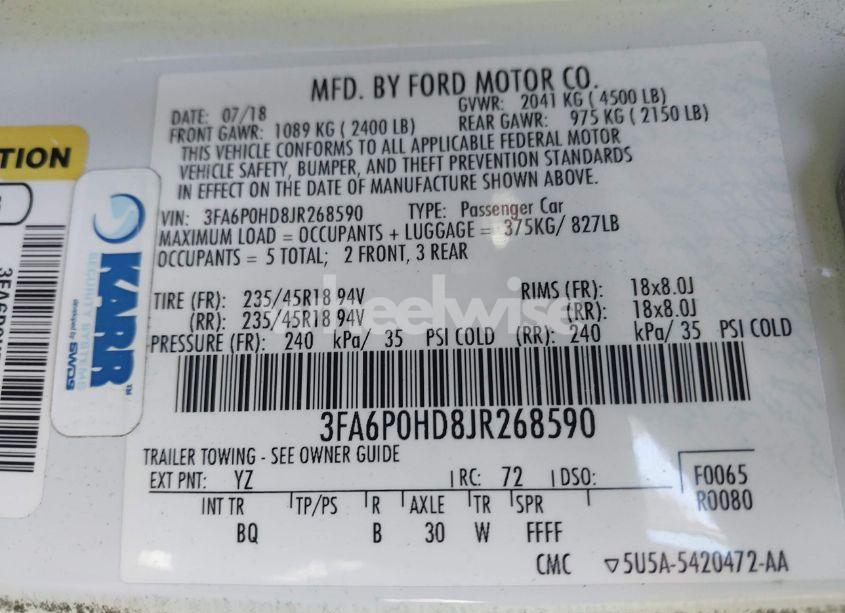 MFD. BY FORD MOTOR CO.
DATE: 07/18 GVWR: 2041 KG ( 4500 LB)
FRONT GAWR: 1089 KG ( 2400 LB) REAR GAWR: 975 KG ( 2150 LB)
THIS VEHICLE CONFORMS TO ALL APPLICABLE FEDERAL MOTOR
VEHICLE SAFETY, BUMPER, AND THEFT PREVENTION STANDARDS
IN EFFECT ON THE DATE OF MANUFACTURE SHOWN ABOVE.
VIN: 3FA6P0HD8JR268590 TYPE: Passenger Car
MAXIMUM LOAD = OCCUPANTS + LUGGAGE = 375KG/ 827LB
OCCUPANTS = 5 TOTAL; 2 FRONT, 3 REAR
TIRE (FR): 235/45R18 94V RIMS (FR): 18x8.0J
(RR): 235/45R18 94V (RR): 18x8.0J
PRESSURE (FR): 240 kPa/ 35 PSI COLD (RR): 240 kPa/ 35 PSI COLD
3FA6P0HD8JR268590
TRAILER TOWING - SEE OWNER GUIDE
EXT PNT: YZ RC: 72 DSO: F0065
R0080
INT TR TP/PS R AXLE TR SPR
BQ B 30 W FFFF
CMC ▽5U5A-5420472-AA
TION
KARR™
SECURITY SYSTEMS
developed by SWDS
wheelwise